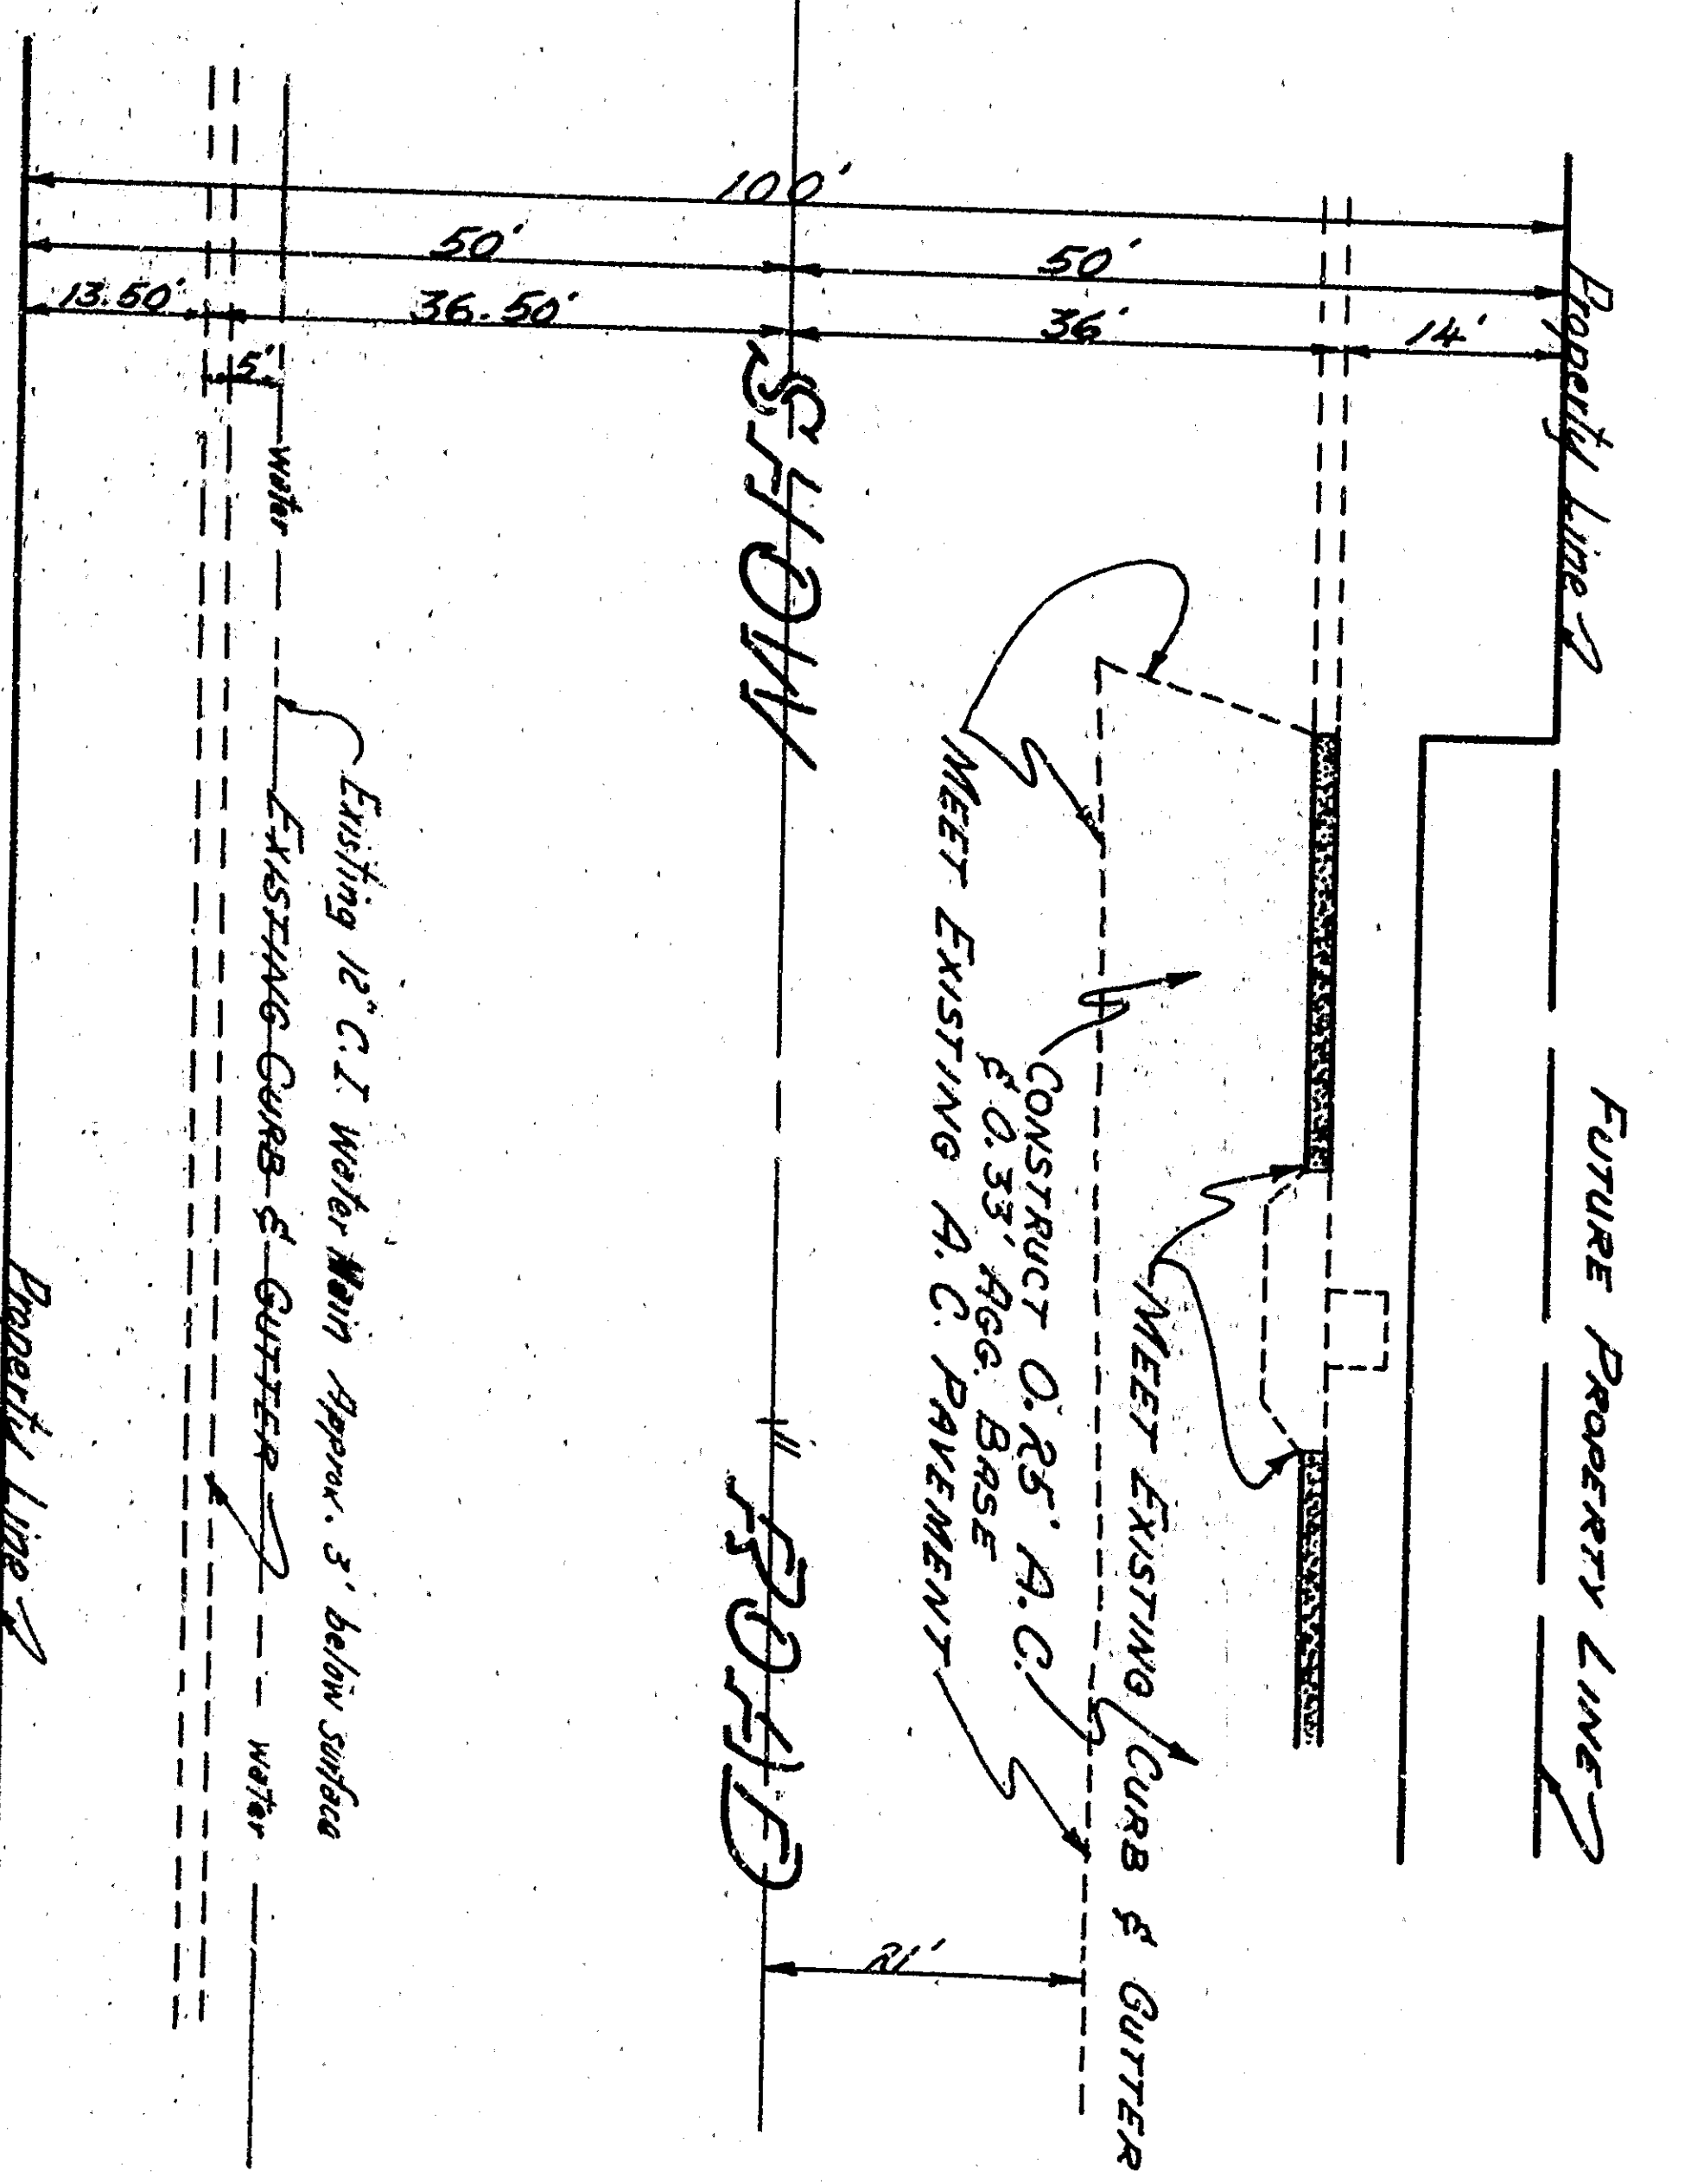 FUTURE PROPERTY LINE
Property Line
100'
50'
50'
13.50'
36.50'
36'
14'
5'
MEET EXISTING CURB & GUTTER
CONSTRUCT 0.25' A.C.
& 0.33' AGG. BASE
MEET EXISTING A.C. PAVEMENT
21'
SHOW ROAD
Existing 12" C.I. Water Main Approx. 3' below surface
water
EXISTING CURB & GUTTER
water
Property Line